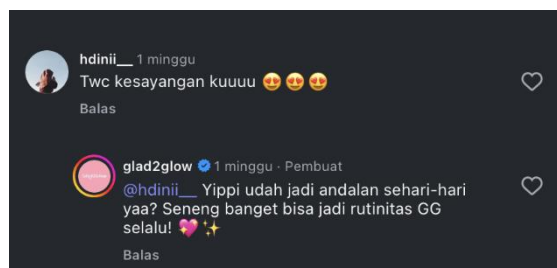 hdinii__ 1 minggu
Twc kesayangan kuuuu 😍😍😍
Balas
glad2glow 1 minggu · Pembuat
@hdinii__ Yippi udah jadi andalan sehari-hari
yaa? Seneng banget bisa jadi rutinitas GG
selalu! 💖✨
Balas